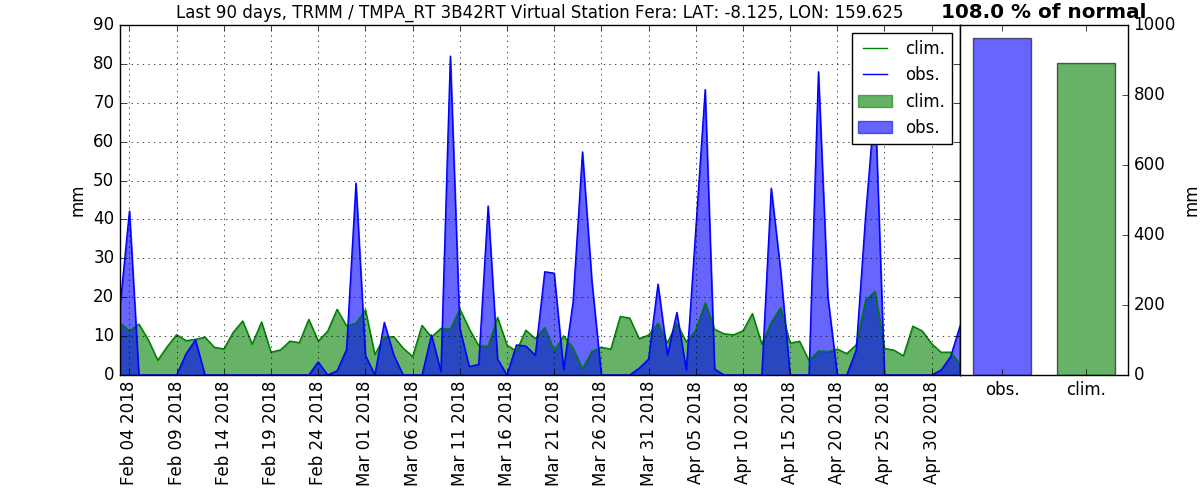 Last 90 days, TRMM / TMPA_RT 3B42RT Virtual Station Fera: LAT: -8.125, LON: 159.625
108.0 % of normal
90
80
70
60
50
40
30
20
10
0
mm
clim.
obs.
clim.
obs.
Feb 04 2018
Feb 09 2018
Feb 14 2018
Feb 19 2018
Feb 24 2018
Mar 01 2018
Mar 06 2018
Mar 11 2018
Mar 16 2018
Mar 21 2018
Mar 26 2018
Mar 31 2018
Apr 05 2018
Apr 10 2018
Apr 15 2018
Apr 20 2018
Apr 25 2018
Apr 30 2018
1000
800
600
400
200
0
mm
obs.
clim.